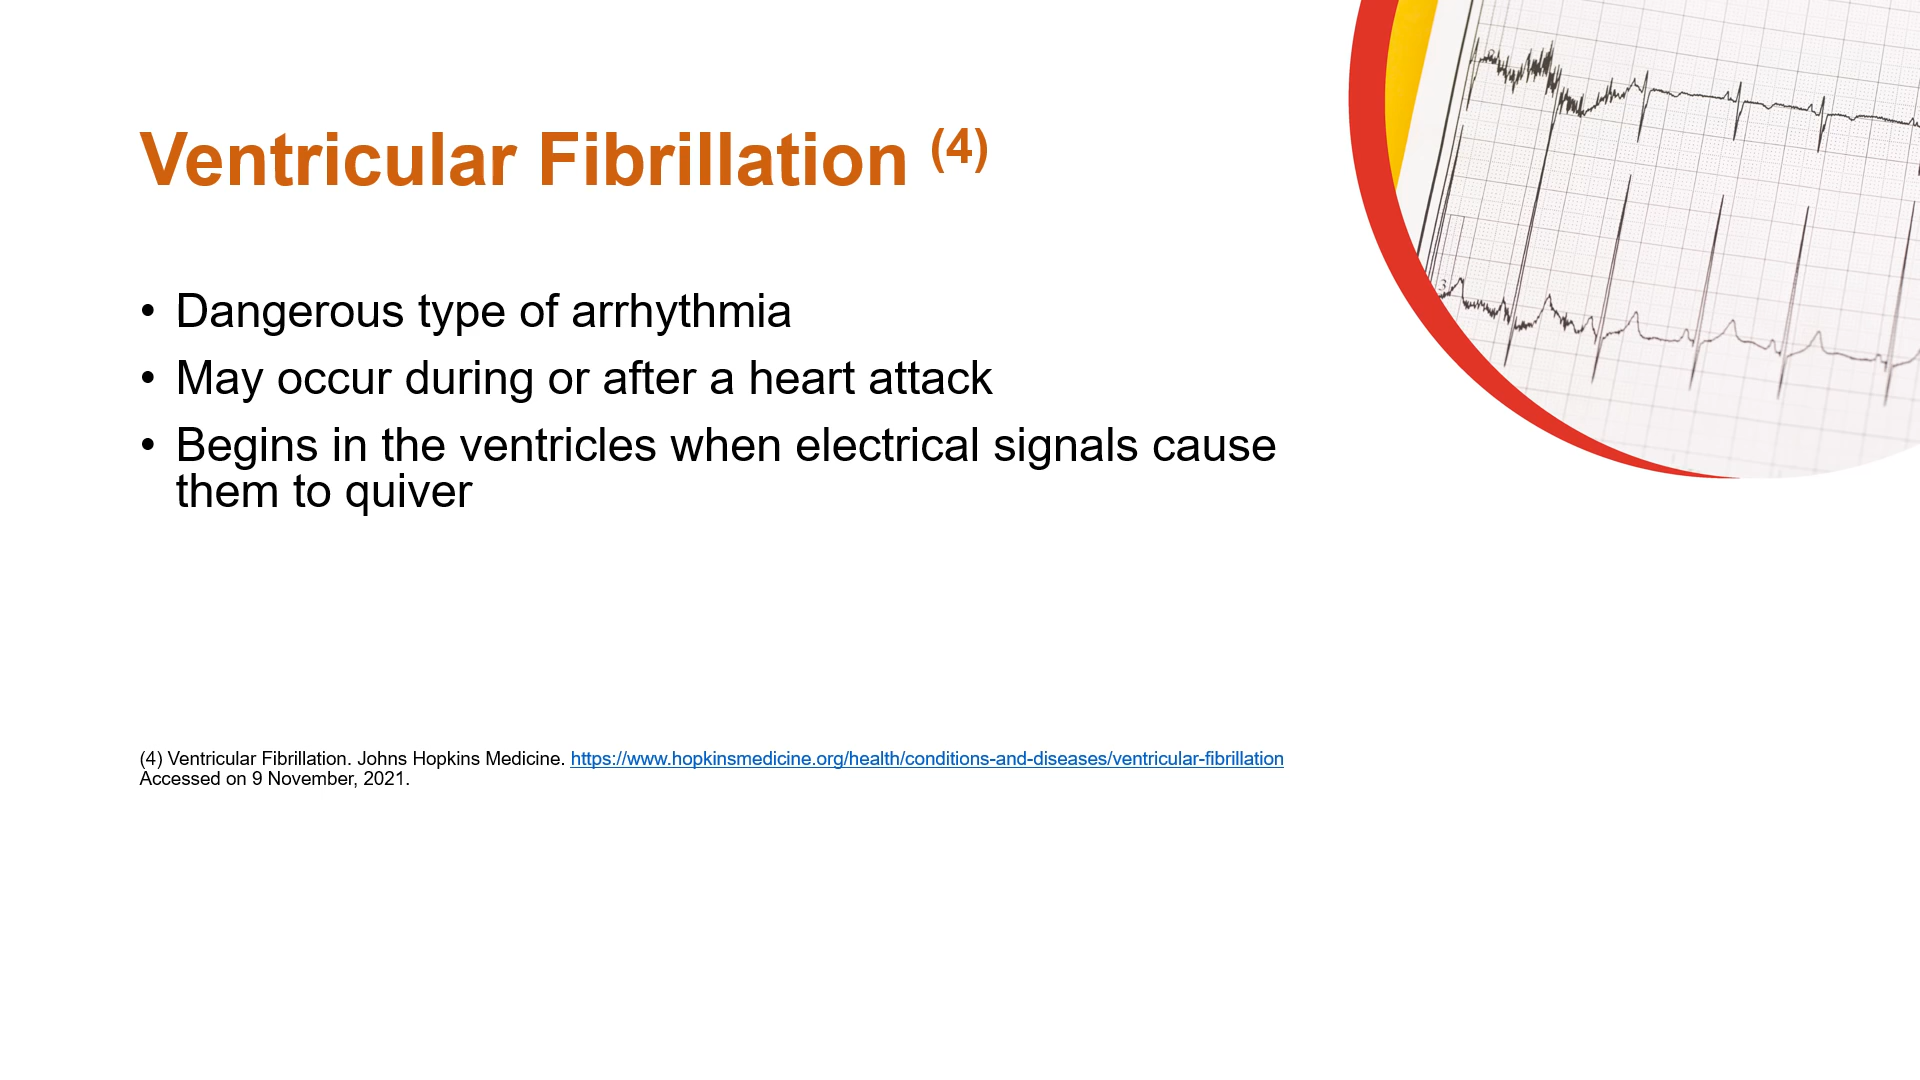 Ventricular Fibrillation (4)
• Dangerous type of arrhythmia
• May occur during or after a heart attack
• Begins in the ventricles when electrical signals cause
them to quiver
(4) Ventricular Fibrillation. Johns Hopkins Medicine. https://www.hopkinsmedicine.org/health/conditions-and-diseases/ventricular-fibrillation
Accessed on 9 November, 2021.
3